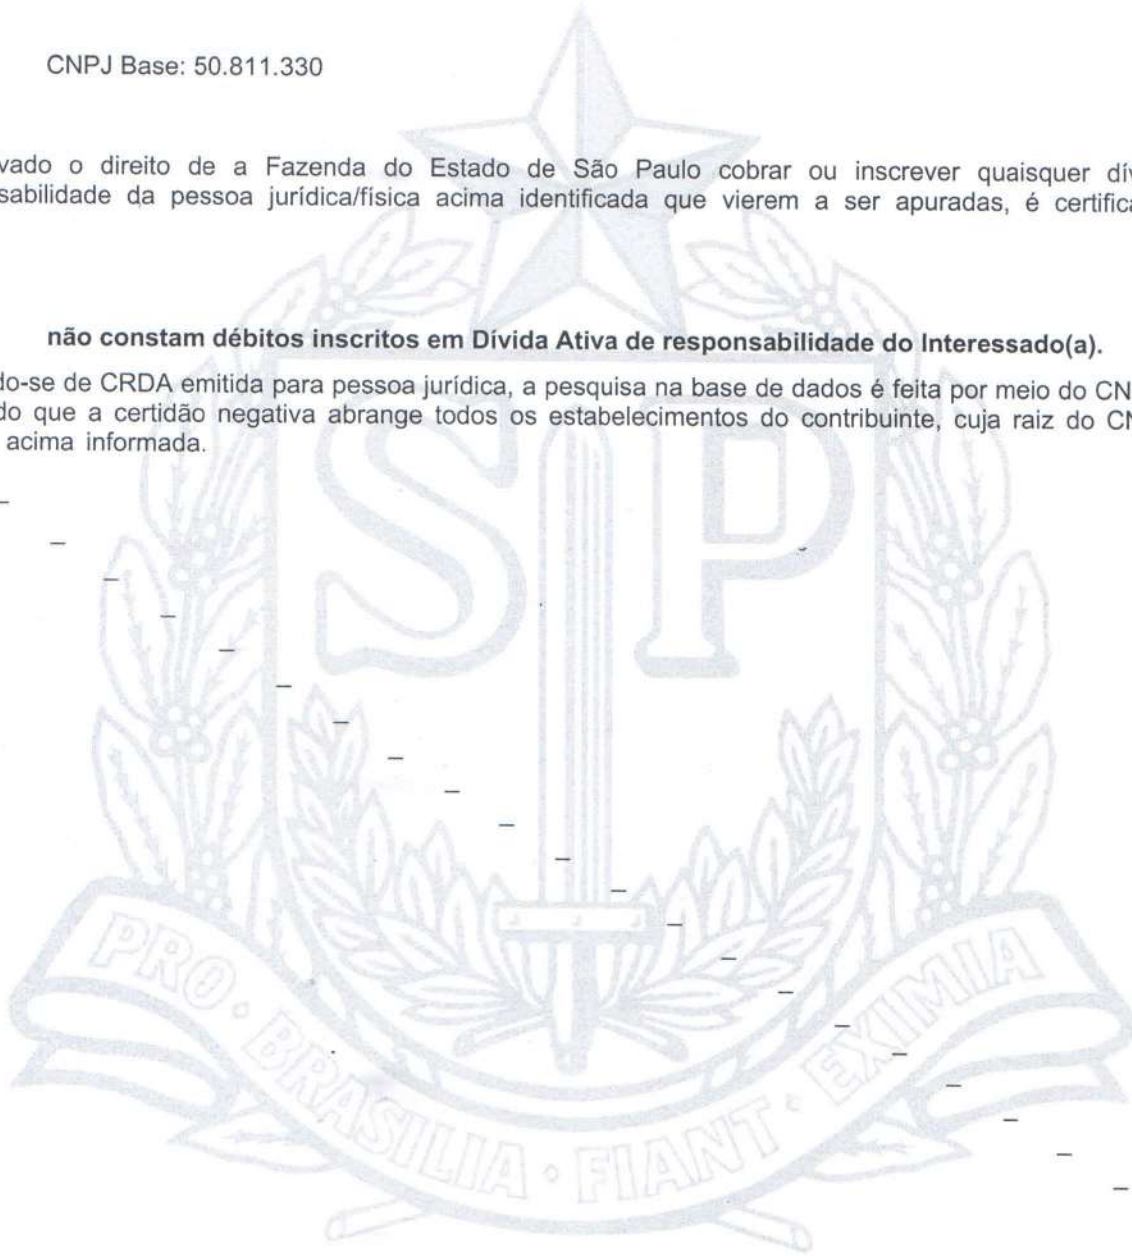 CNPJ Base: 50.811.330
vado o direito de a Fazenda do Estado de São Paulo cobrar ou inscrever quaisquer dív
sabilidade da pessoa jurídica/física acima identificada que vierem a ser apuradas, é certifica
não constam débitos inscritos em Dívida Ativa de responsabilidade do Interessado(a).
do-se de CRDA emitida para pessoa jurídica, a pesquisa na base de dados é feita por meio do CN
do que a certidão negativa abrange todos os estabelecimentos do contribuinte, cuja raiz do CN
acima informada.
SP
PRO • BRASILIA • FIANT • EXIMIA